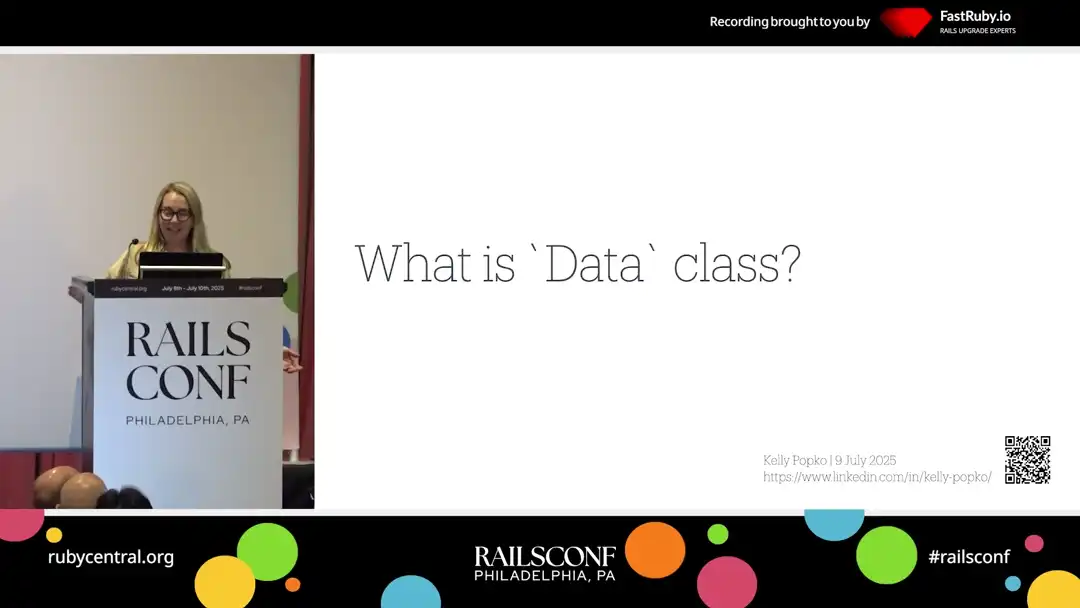 Recording brought to you by
FastRuby.io
RAILS UPGRADE EXPERTS
What is `Data` class?
rubycentral.org July 8th - July 10th, 2025 #railsconf
RAILS
CONF
PHILADELPHIA, PA
Kelly Popko | 9 July 2025
https://www.linkedin.com/in/kelly-popko/
rubycentral.org
RAILSCONF
PHILADELPHIA, PA
#railsconf